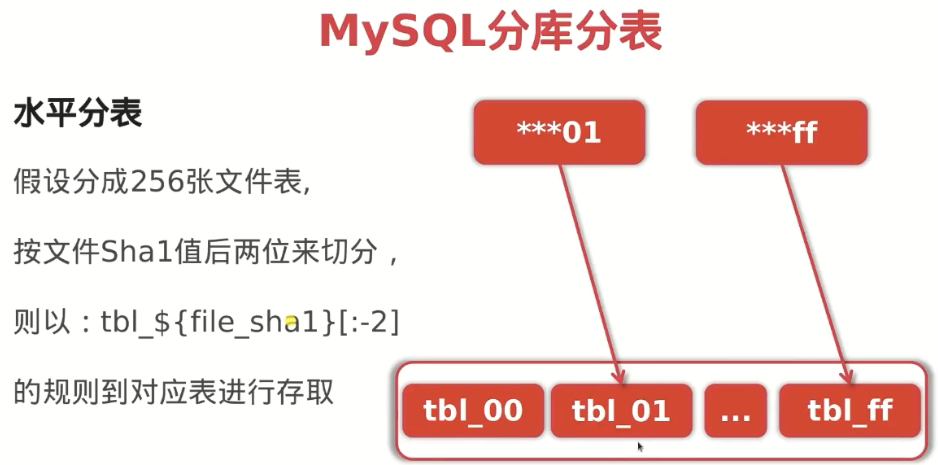 MySQL分库分表
水平分表
假设分成256张文件表,
按文件Sha1值后两位来切分，
则以：tbl_${file_sha1}[:-2]
的规则到对应表进行存取
***01
***ff
tbl_00
tbl_01
...
tbl_ff